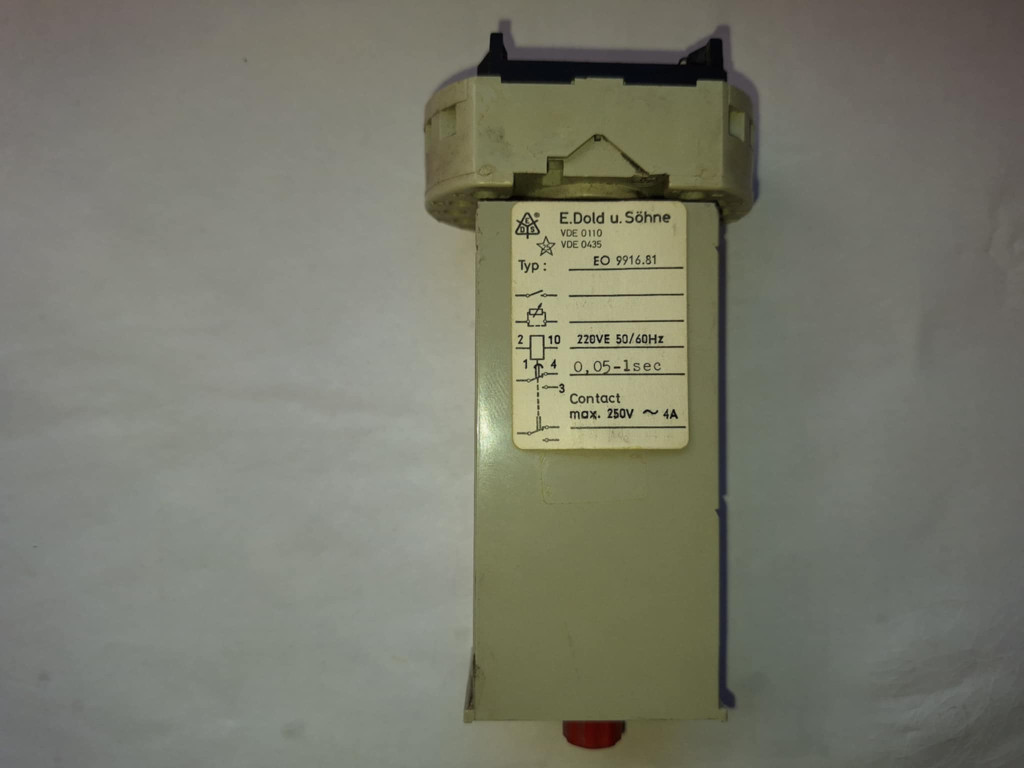 E.Dold u. Söhne
VDE 0110
VDE 0435
Typ: EO 9916.81
2 10 220VE 50/60Hz
1 4 0,05-1sec
3
Contact
max. 250V ~ 4A